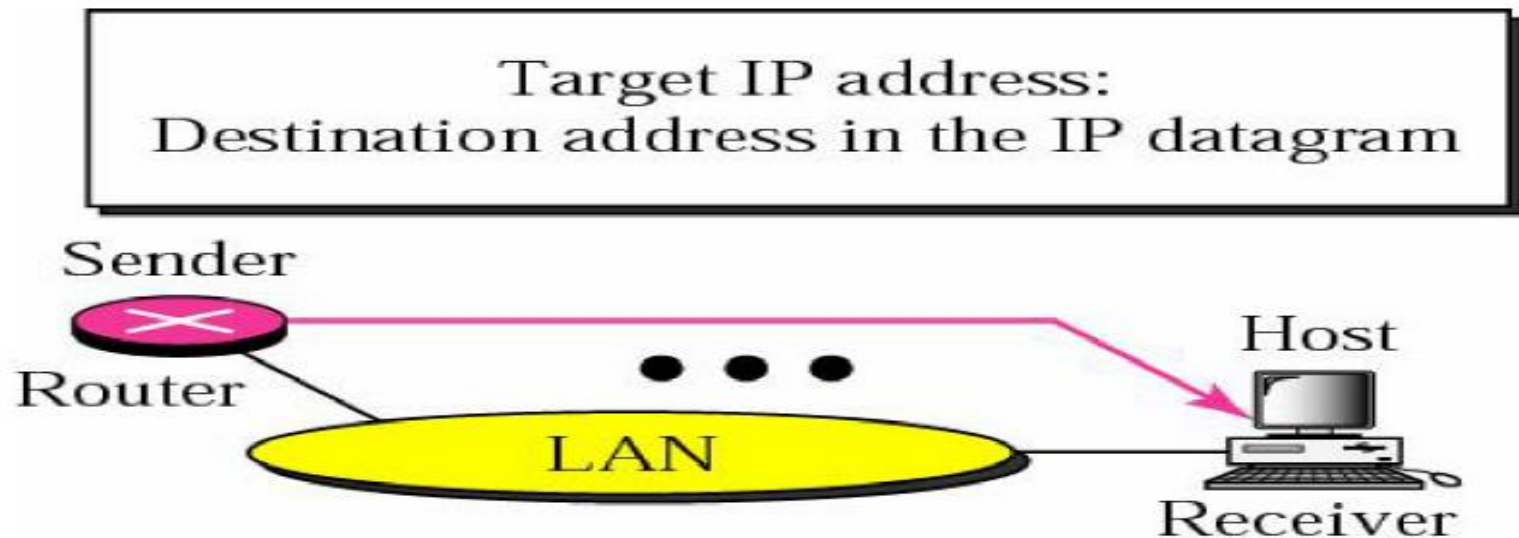 Target IP address:
Destination address in the IP datagram
Sender
Router
LAN
Host
Receiver